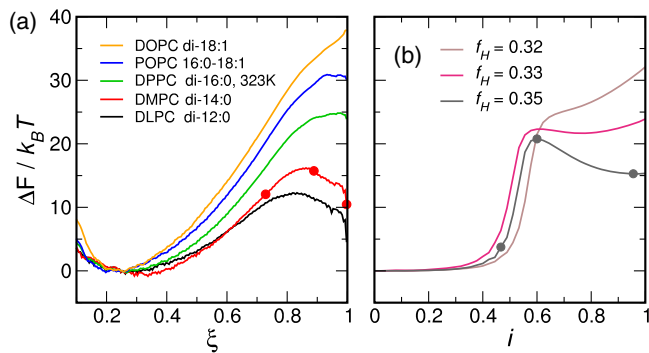 (a)
ΔF / k_B T
40
30
20
10
0
DOPC di-18:1
POPC 16:0-18:1
DPPC di-16:0, 323K
DMPC di-14:0
DLPC di-12:0
0.2 0.4 0.6 0.8 1
ξ
(b)
f_H = 0.32
f_H = 0.33
f_H = 0.35
0 0.2 0.4 0.6 0.8 1
i